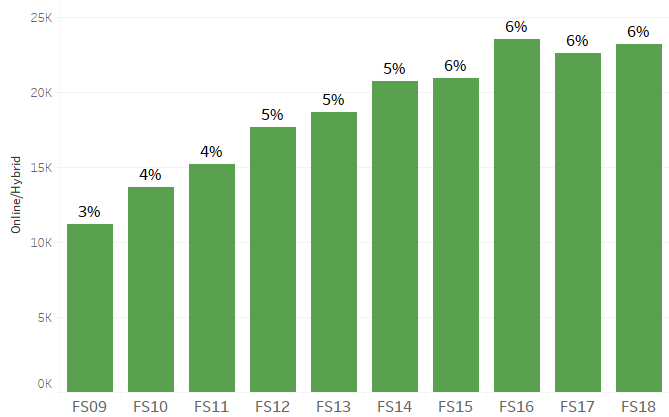 25K
20K
15K
10K
5K
0K
Online/Hybrid
3%
4%
4%
5%
5%
5%
6%
6%
6%
6%
FS09 FS10 FS11 FS12 FS13 FS14 FS15 FS16 FS17 FS18